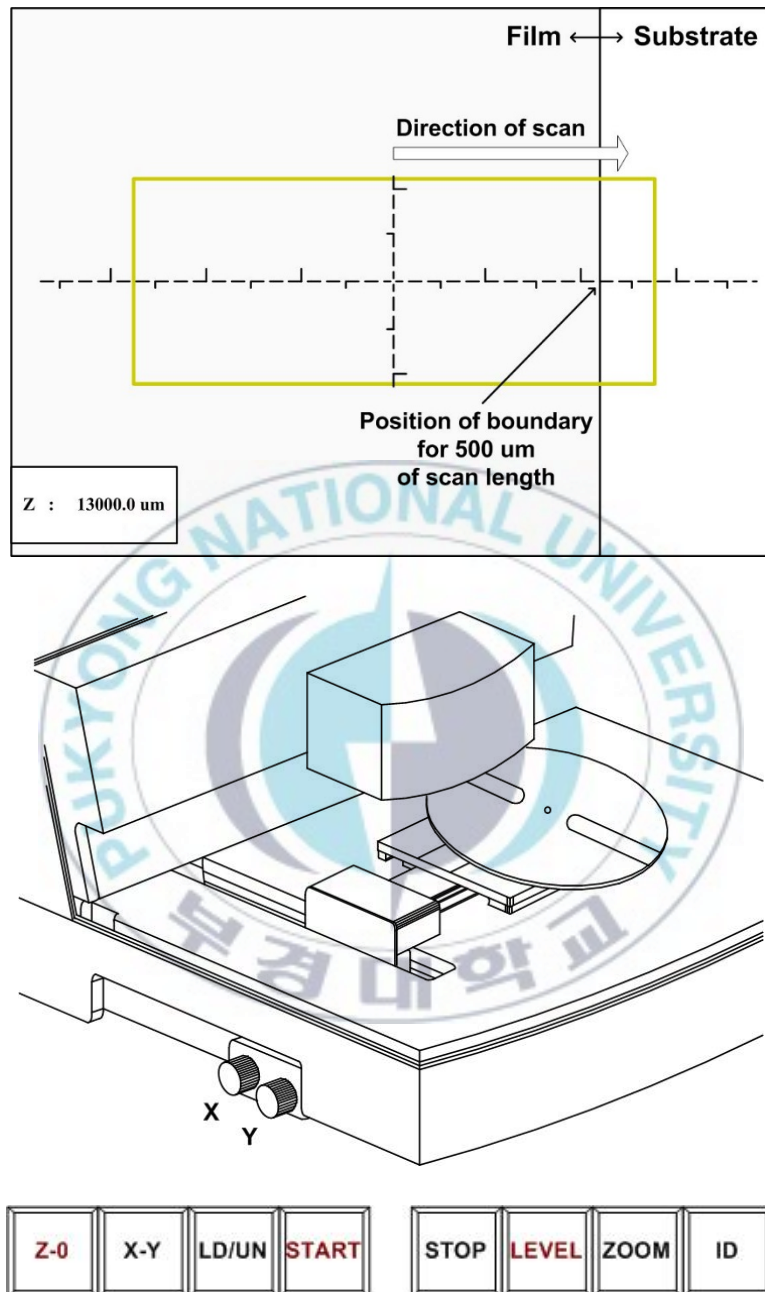 Film ↔ Substrate
Direction of scan
Position of boundary
for 500 um
of scan length
Z : 13000.0 um
PUKYONG NATIONAL UNIVERSITY
부경대학교
X
Y
Z-0 X-Y LD/UN START STOP LEVEL ZOOM ID